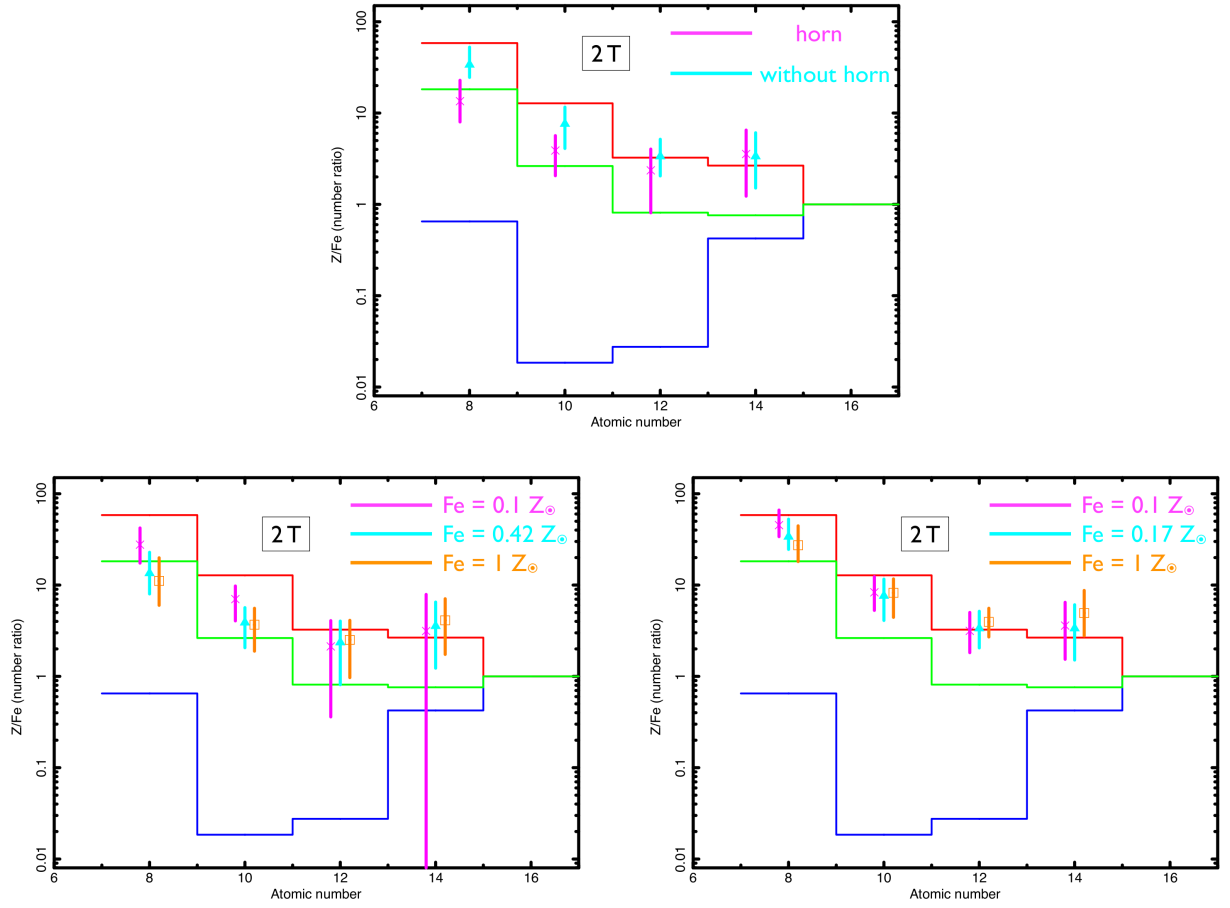 100
10
1
0.1
0.01
Z/Fe (number ratio)
2 T
horn
without horn
6 8 10 12 14 16
Atomic number
100
10
1
0.1
0.01
Z/Fe (number ratio)
2 T
Fe = 0.1 Z☉
Fe = 0.42 Z☉
Fe = 1 Z☉
6 8 10 12 14 16
Atomic number
100
10
1
0.1
0.01
Z/Fe (number ratio)
2 T
Fe = 0.1 Z☉
Fe = 0.17 Z☉
Fe = 1 Z☉
6 8 10 12 14 16
Atomic number